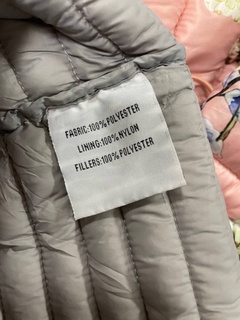 FABRIC:100%POLYESTER
LINING:100%NYLON
FILLERS:100%POLYESTER